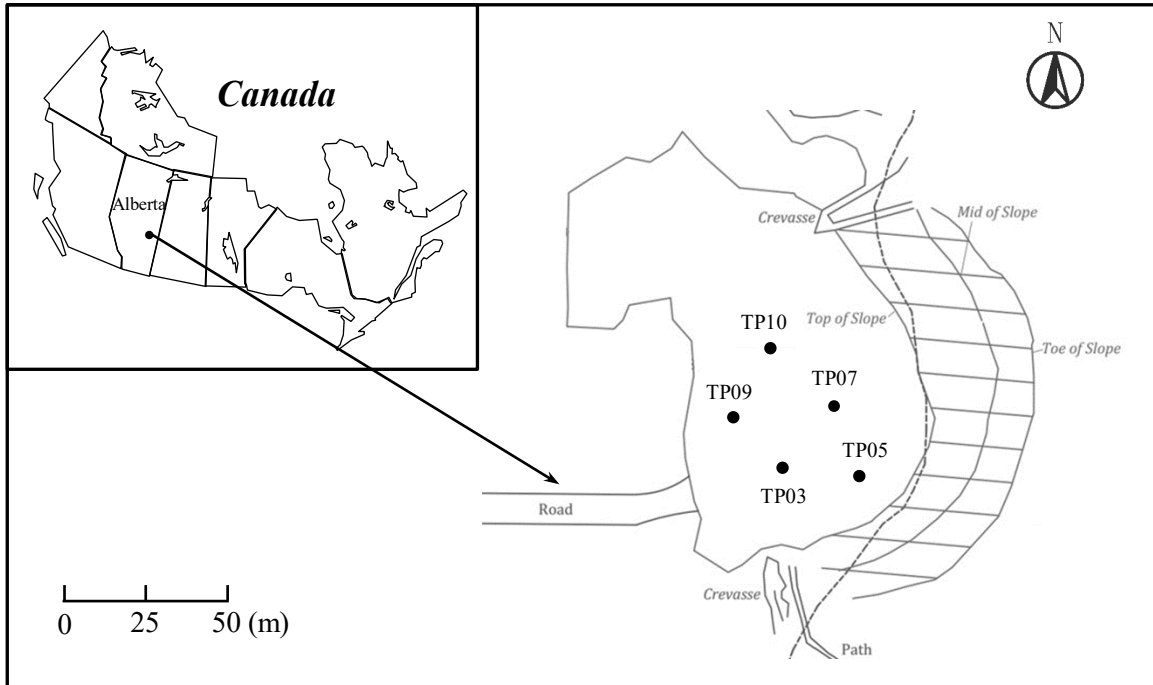 Canada
Alberta
N
Crevasse
Mid of Slope
Top of Slope
Toe of Slope
TP10
TP09
TP07
TP05
TP03
Road
Crevasse
Path
0 25 50 (m)